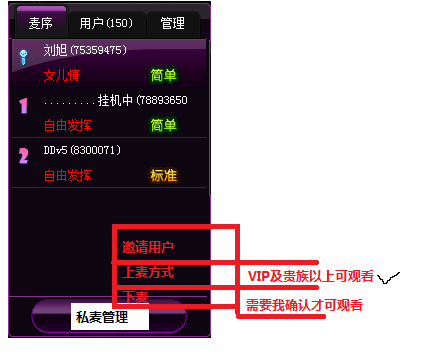 麦序 用户(150) 管理
刘旭(75359475)
女儿情 简单
1 .........挂机中(78893650
自由发挥 简单
2 DDv5(8300071)
自由发挥 标准
邀请用户
上麦方式 VIP及贵族以上可观看
下麦 需要我确认才可观看
私麦管理